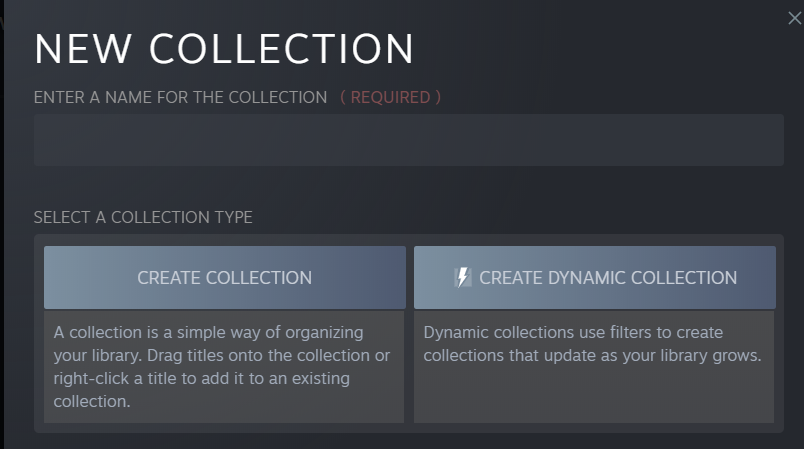 NEW COLLECTION
ENTER A NAME FOR THE COLLECTION ( REQUIRED )
SELECT A COLLECTION TYPE
CREATE COLLECTION
A collection is a simple way of organizing
your library. Drag titles onto the collection or
right-click a title to add it to an existing
collection.
CREATE DYNAMIC COLLECTION
Dynamic collections use filters to create
collections that update as your library grows.